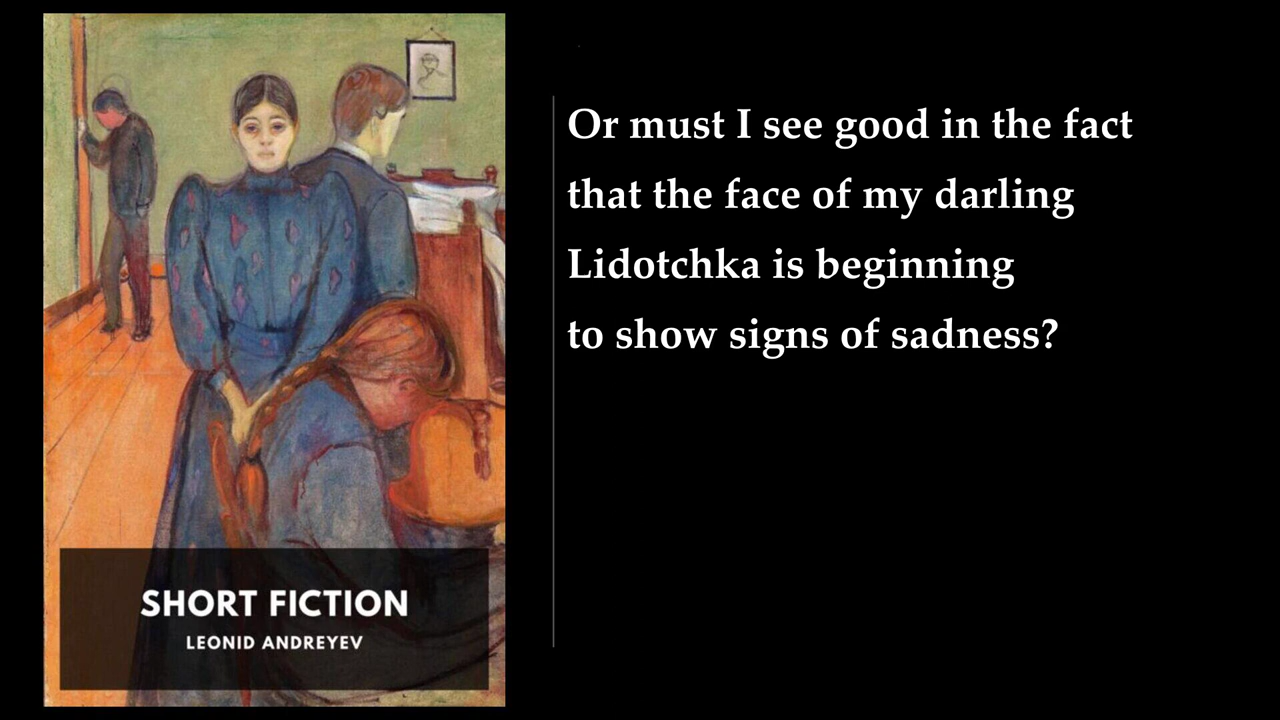 Or must I see good in the fact
that the face of my darling
Lidotchka is beginning
to show signs of sadness?
SHORT FICTION
LEONID ANDREYEV